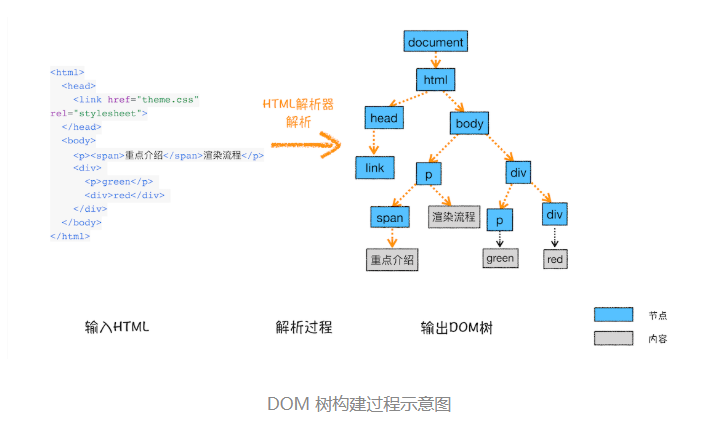 <html>
<head>
<link href="theme.css"
rel="stylesheet">
</head>
<body>
<p><span>重点介绍</span>渲染流程</p>
<div>
<p>green</p>
<div>red</div>
</div>
</body>
</html>
HTML解析器
解析
document
html
head
body
link
p
div
span
渲染流程
p
div
重点介绍
green
red
输入HTML
解析过程
输出DOM树
节点
内容
DOM 树构建过程示意图